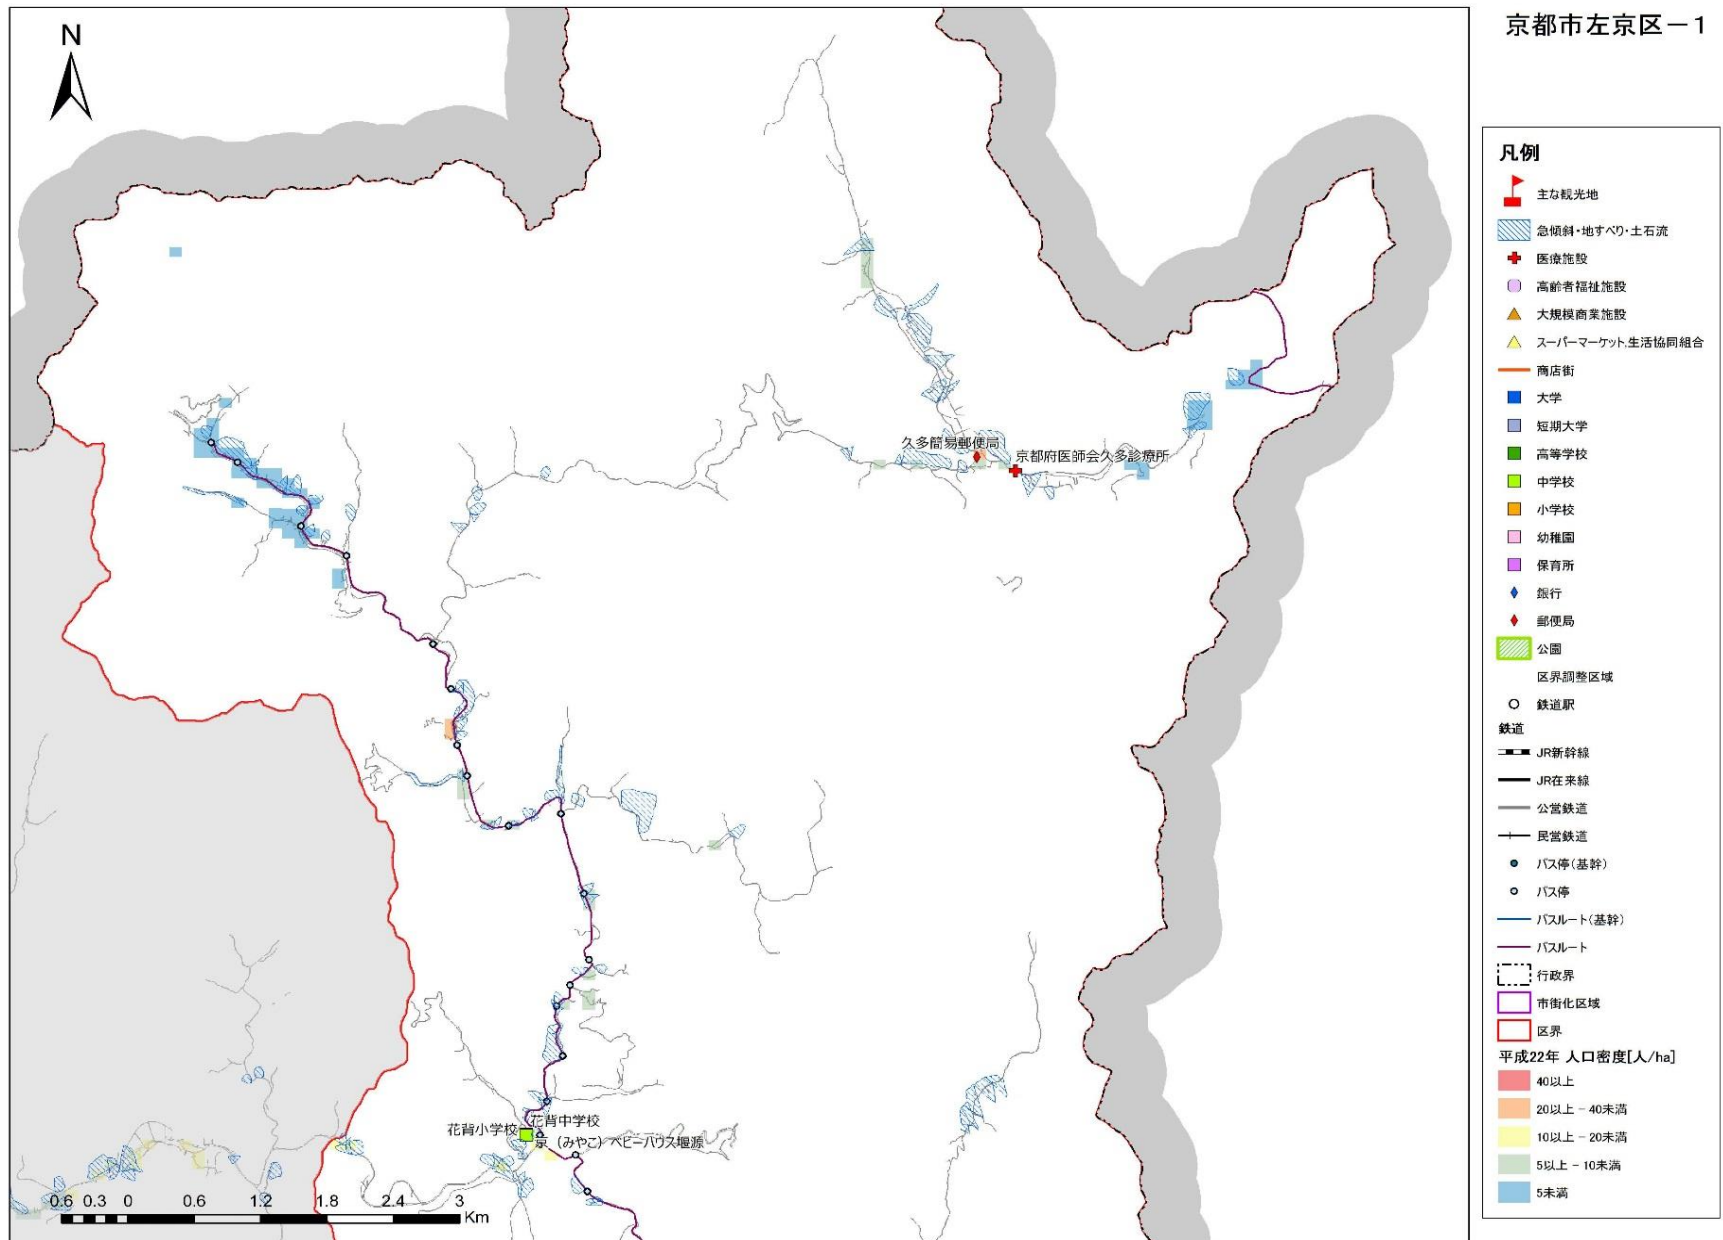 京都市左京区－1
N
久多簡易郵便局
京都府医師会久多診療所
花背中学校
花背小学校
京（みやこ）ベビーハウス堰源
0.6 0.3 0 0.6 1.2 1.8 2.4 3
Km
凡例
主な観光地
急傾斜・地すべり・土石流
医療施設
高齢者福祉施設
大規模商業施設
スーパーマーケット,生活協同組合
商店街
大学
短期大学
高等学校
中学校
小学校
幼稚園
保育所
銀行
郵便局
公園
区界調整区域
鉄道駅
鉄道
JR新幹線
JR在来線
公営鉄道
民営鉄道
バス停(基幹)
バス停
バスルート(基幹)
バスルート
行政界
市街化区域
区界
平成22年 人口密度[人/ha]
40以上
20以上 - 40未満
10以上 - 20未満
5以上 - 10未満
5未満